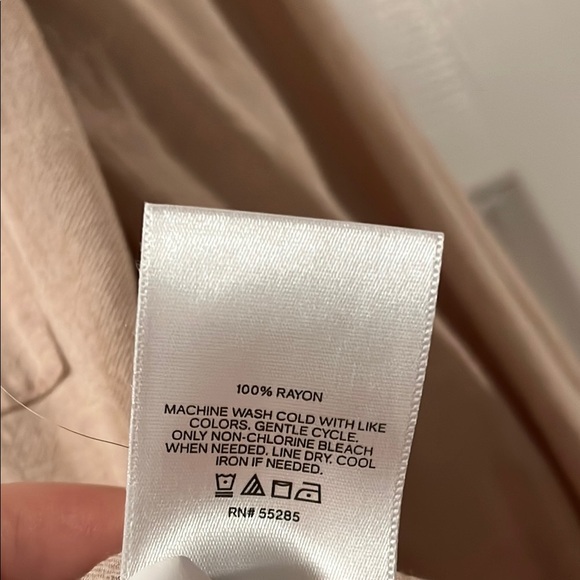 100% RAYON
MACHINE WASH COLD WITH LIKE
COLORS. GENTLE CYCLE.
ONLY NON-CHLORINE BLEACH
WHEN NEEDED. LINE DRY. COOL
IRON IF NEEDED.
RN# 55285